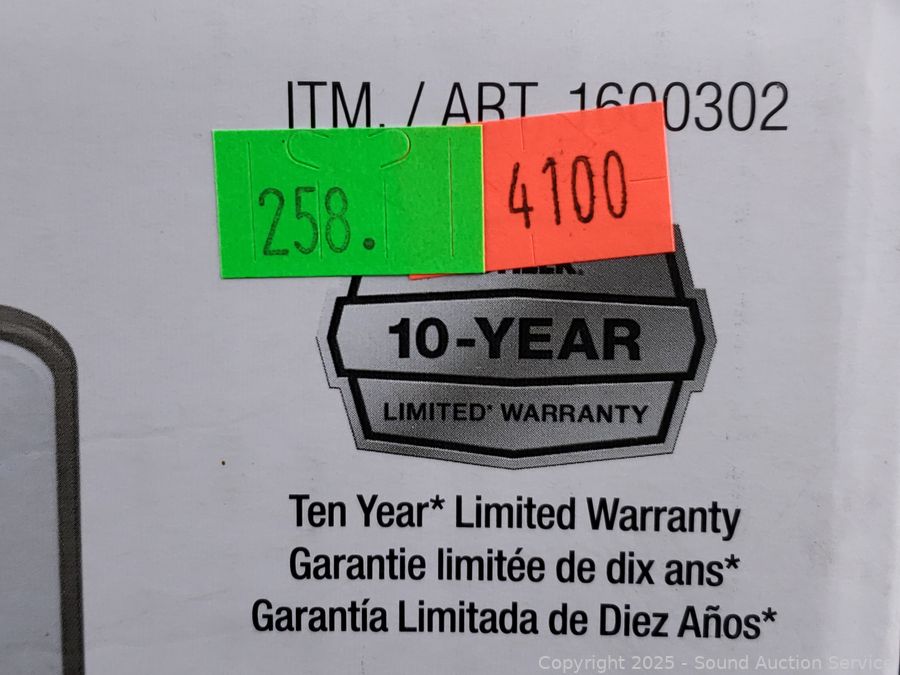 ITM. / ART. 1600302
258.
4100
10-YEAR
LIMITED* WARRANTY
Ten Year* Limited Warranty
Garantie limitée de dix ans*
Garantía Limitada de Diez Años*
Copyright 2025 - Sound Auction Service